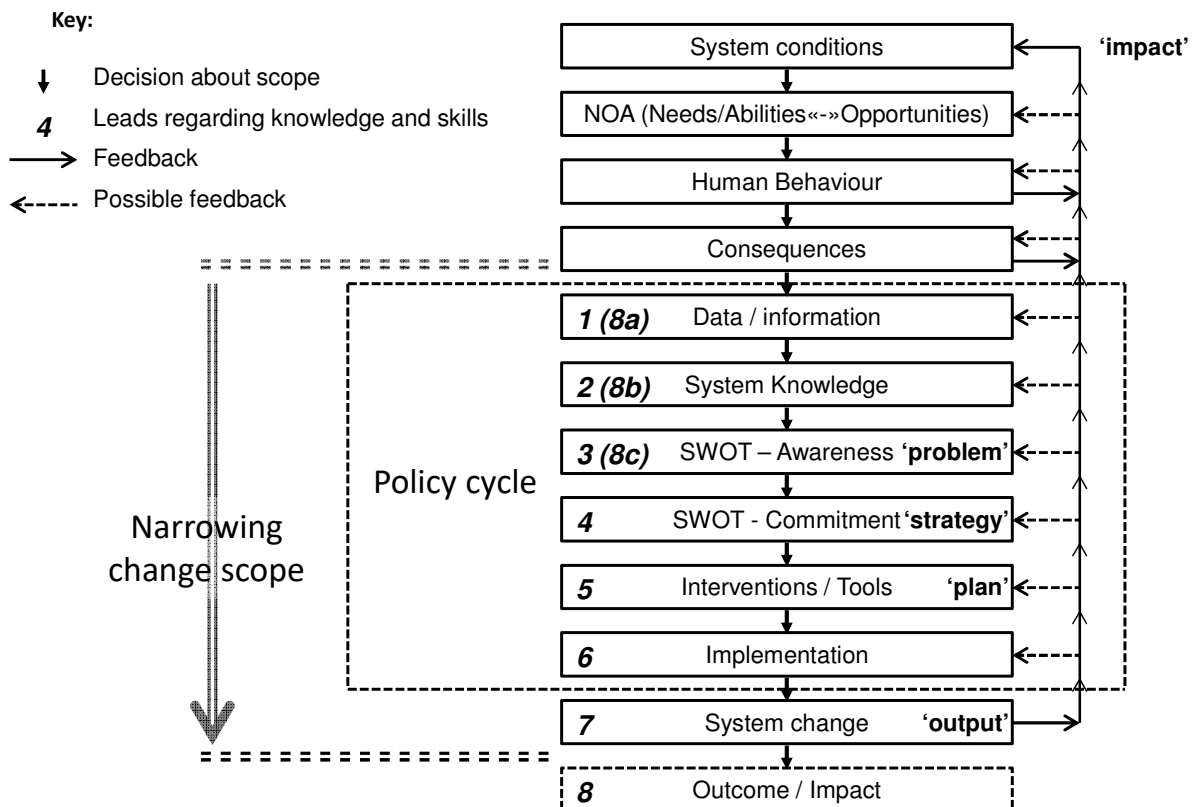 Key:
Decision about scope
4 Leads regarding knowledge and skills
Feedback
Possible feedback
System conditions
'impact'
NOA (Needs/Abilities«-»Opportunities)
Human Behaviour
Consequences
Policy cycle
Narrowing
change scope
1 (8a) Data / information
2 (8b) System Knowledge
3 (8c) SWOT – Awareness 'problem'
4 SWOT - Commitment 'strategy'
5 Interventions / Tools 'plan'
6 Implementation
7 System change 'output'
8 Outcome / Impact